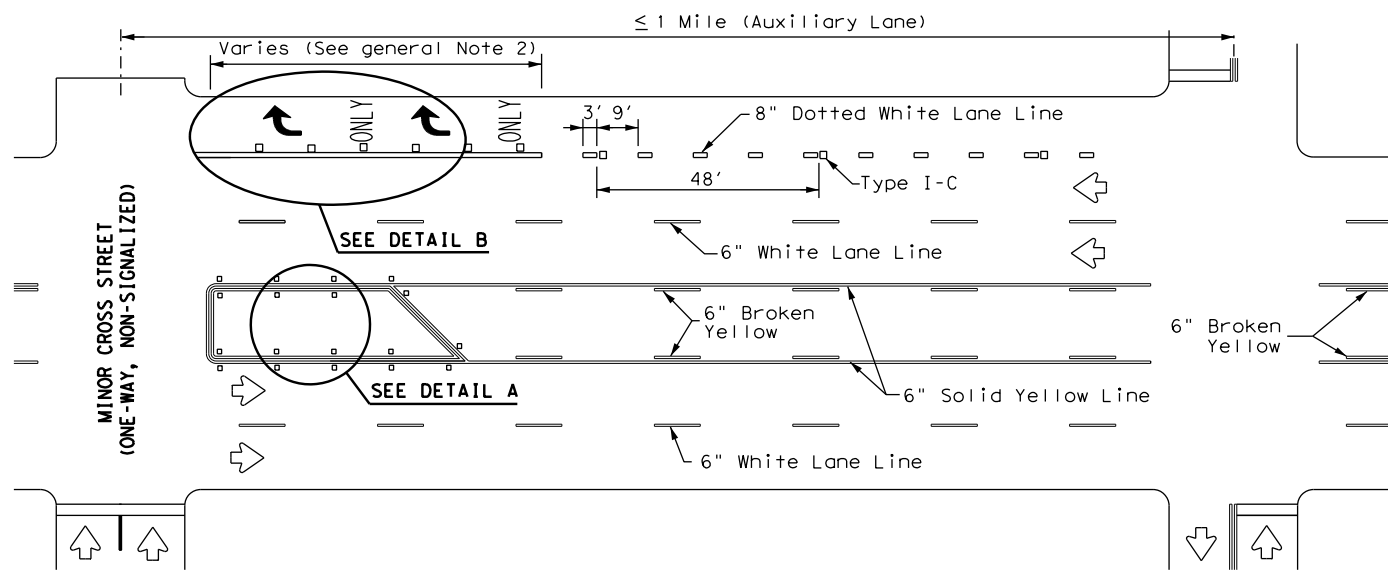 ≤ 1 Mile (Auxiliary Lane)
Varies (See general Note 2)
ONLY
ONLY
3' 9'
8" Dotted White Lane Line
48'
Type I-C
SEE DETAIL B
6" White Lane Line
MINOR CROSS STREET
(ONE-WAY, NON-SIGNALIZED)
6" Broken
Yellow
6" Broken
Yellow
SEE DETAIL A
6" Solid Yellow Line
6" White Lane Line